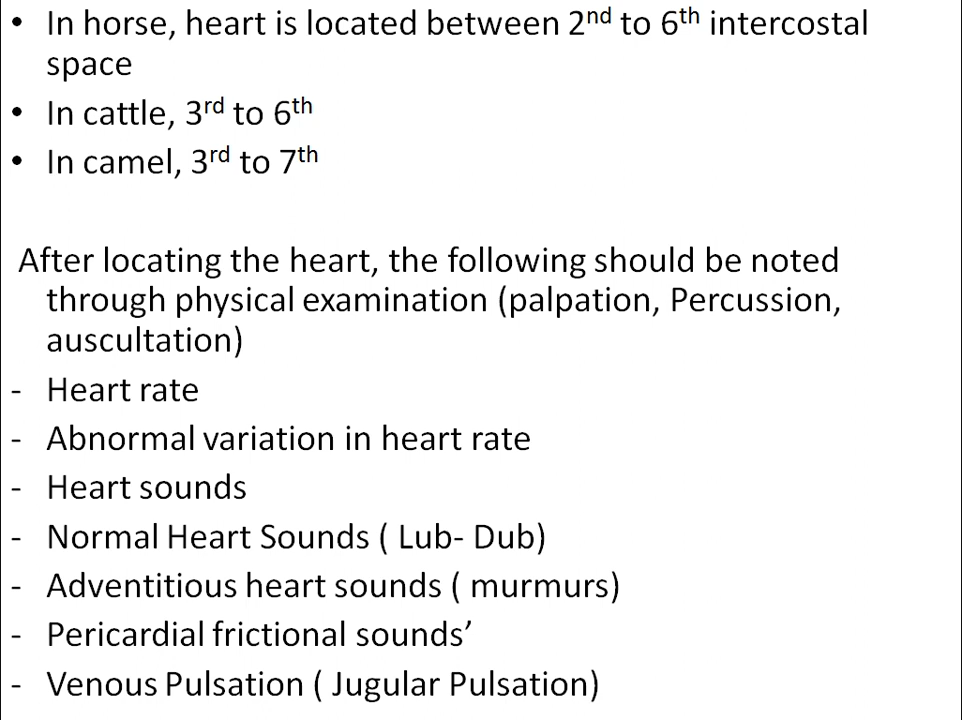 • In horse, heart is located between 2nd to 6th intercostal
space
• In cattle, 3rd to 6th
• In camel, 3rd to 7th
After locating the heart, the following should be noted
through physical examination (palpation, Percussion,
auscultation)
- Heart rate
- Abnormal variation in heart rate
- Heart sounds
- Normal Heart Sounds ( Lub- Dub)
- Adventitious heart sounds ( murmurs)
- Pericardial frictional sounds’
- Venous Pulsation ( Jugular Pulsation)